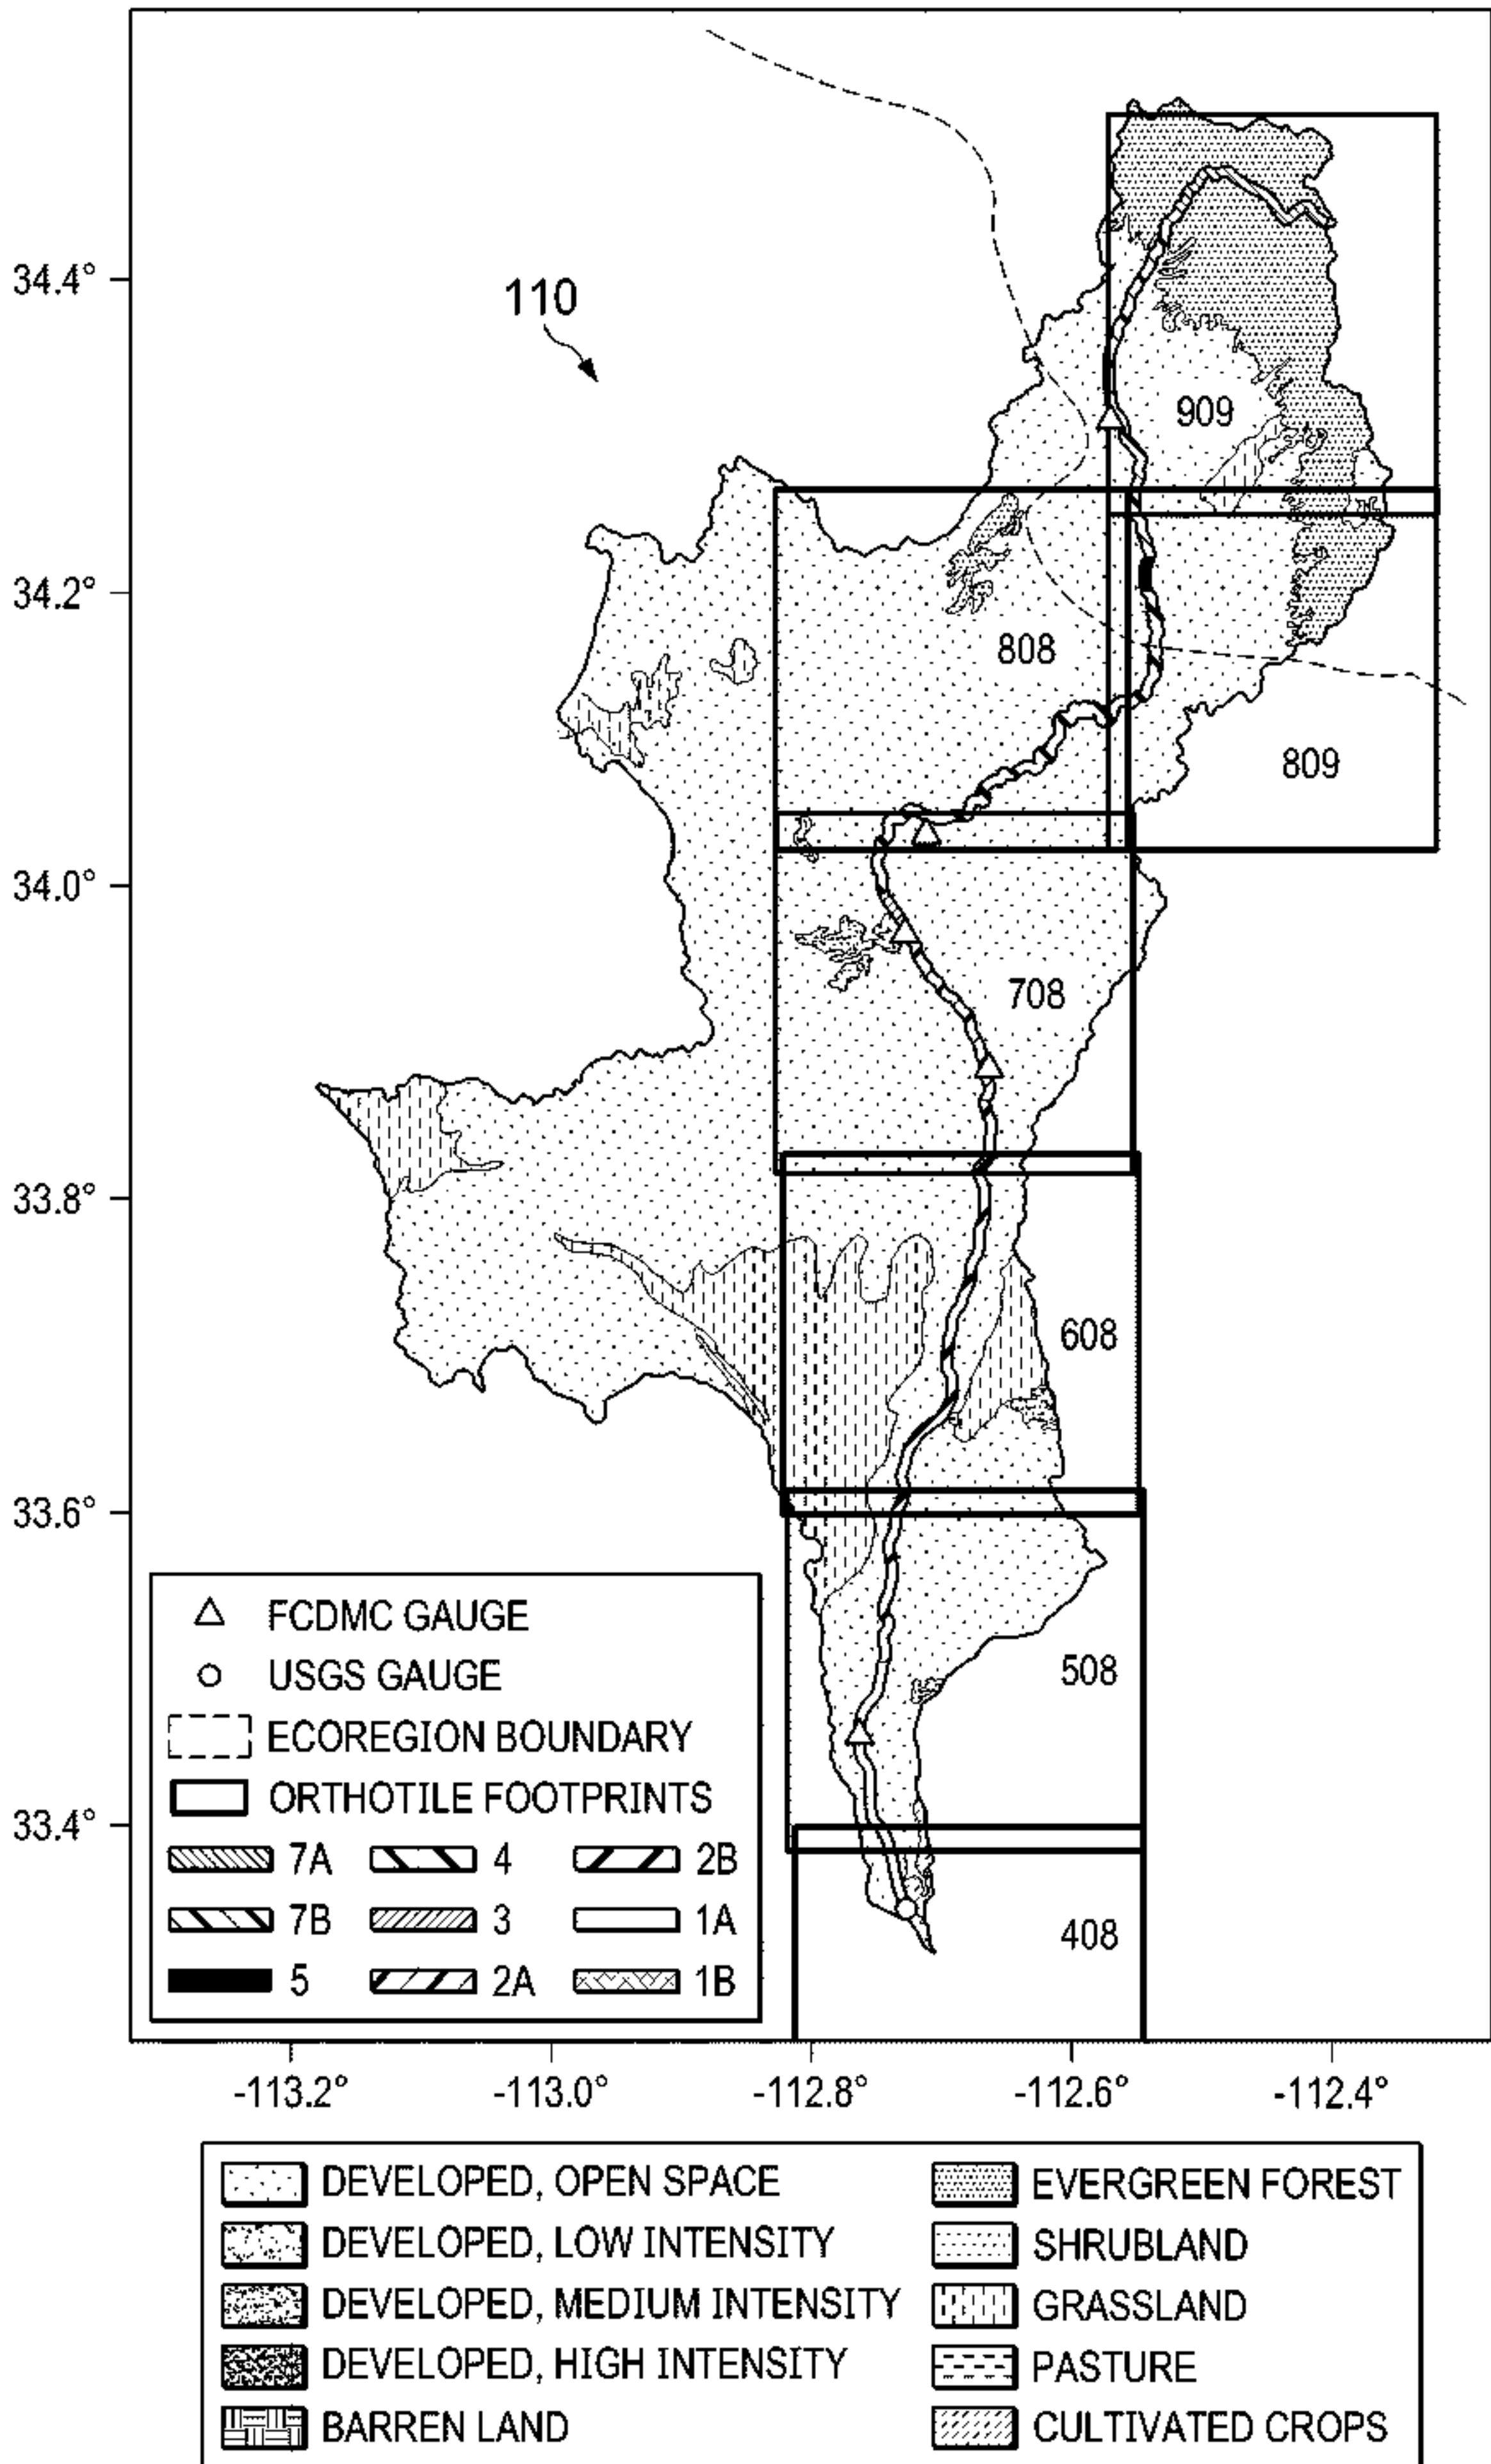 110
34.4°
34.2°
34.0°
33.8°
33.6°
33.4°
909
808
809
708
608
508
408
FCDMC GAUGE
USGS GAUGE
ECOREGION BOUNDARY
ORTHOTILE FOOTPRINTS
7A 4 2B
7B 3 1A
5 2A 1B
-113.2° -113.0° -112.8° -112.6° -112.4°
DEVELOPED, OPEN SPACE
DEVELOPED, LOW INTENSITY
DEVELOPED, MEDIUM INTENSITY
DEVELOPED, HIGH INTENSITY
BARREN LAND
EVERGREEN FOREST
SHRUBLAND
GRASSLAND
PASTURE
CULTIVATED CROPS